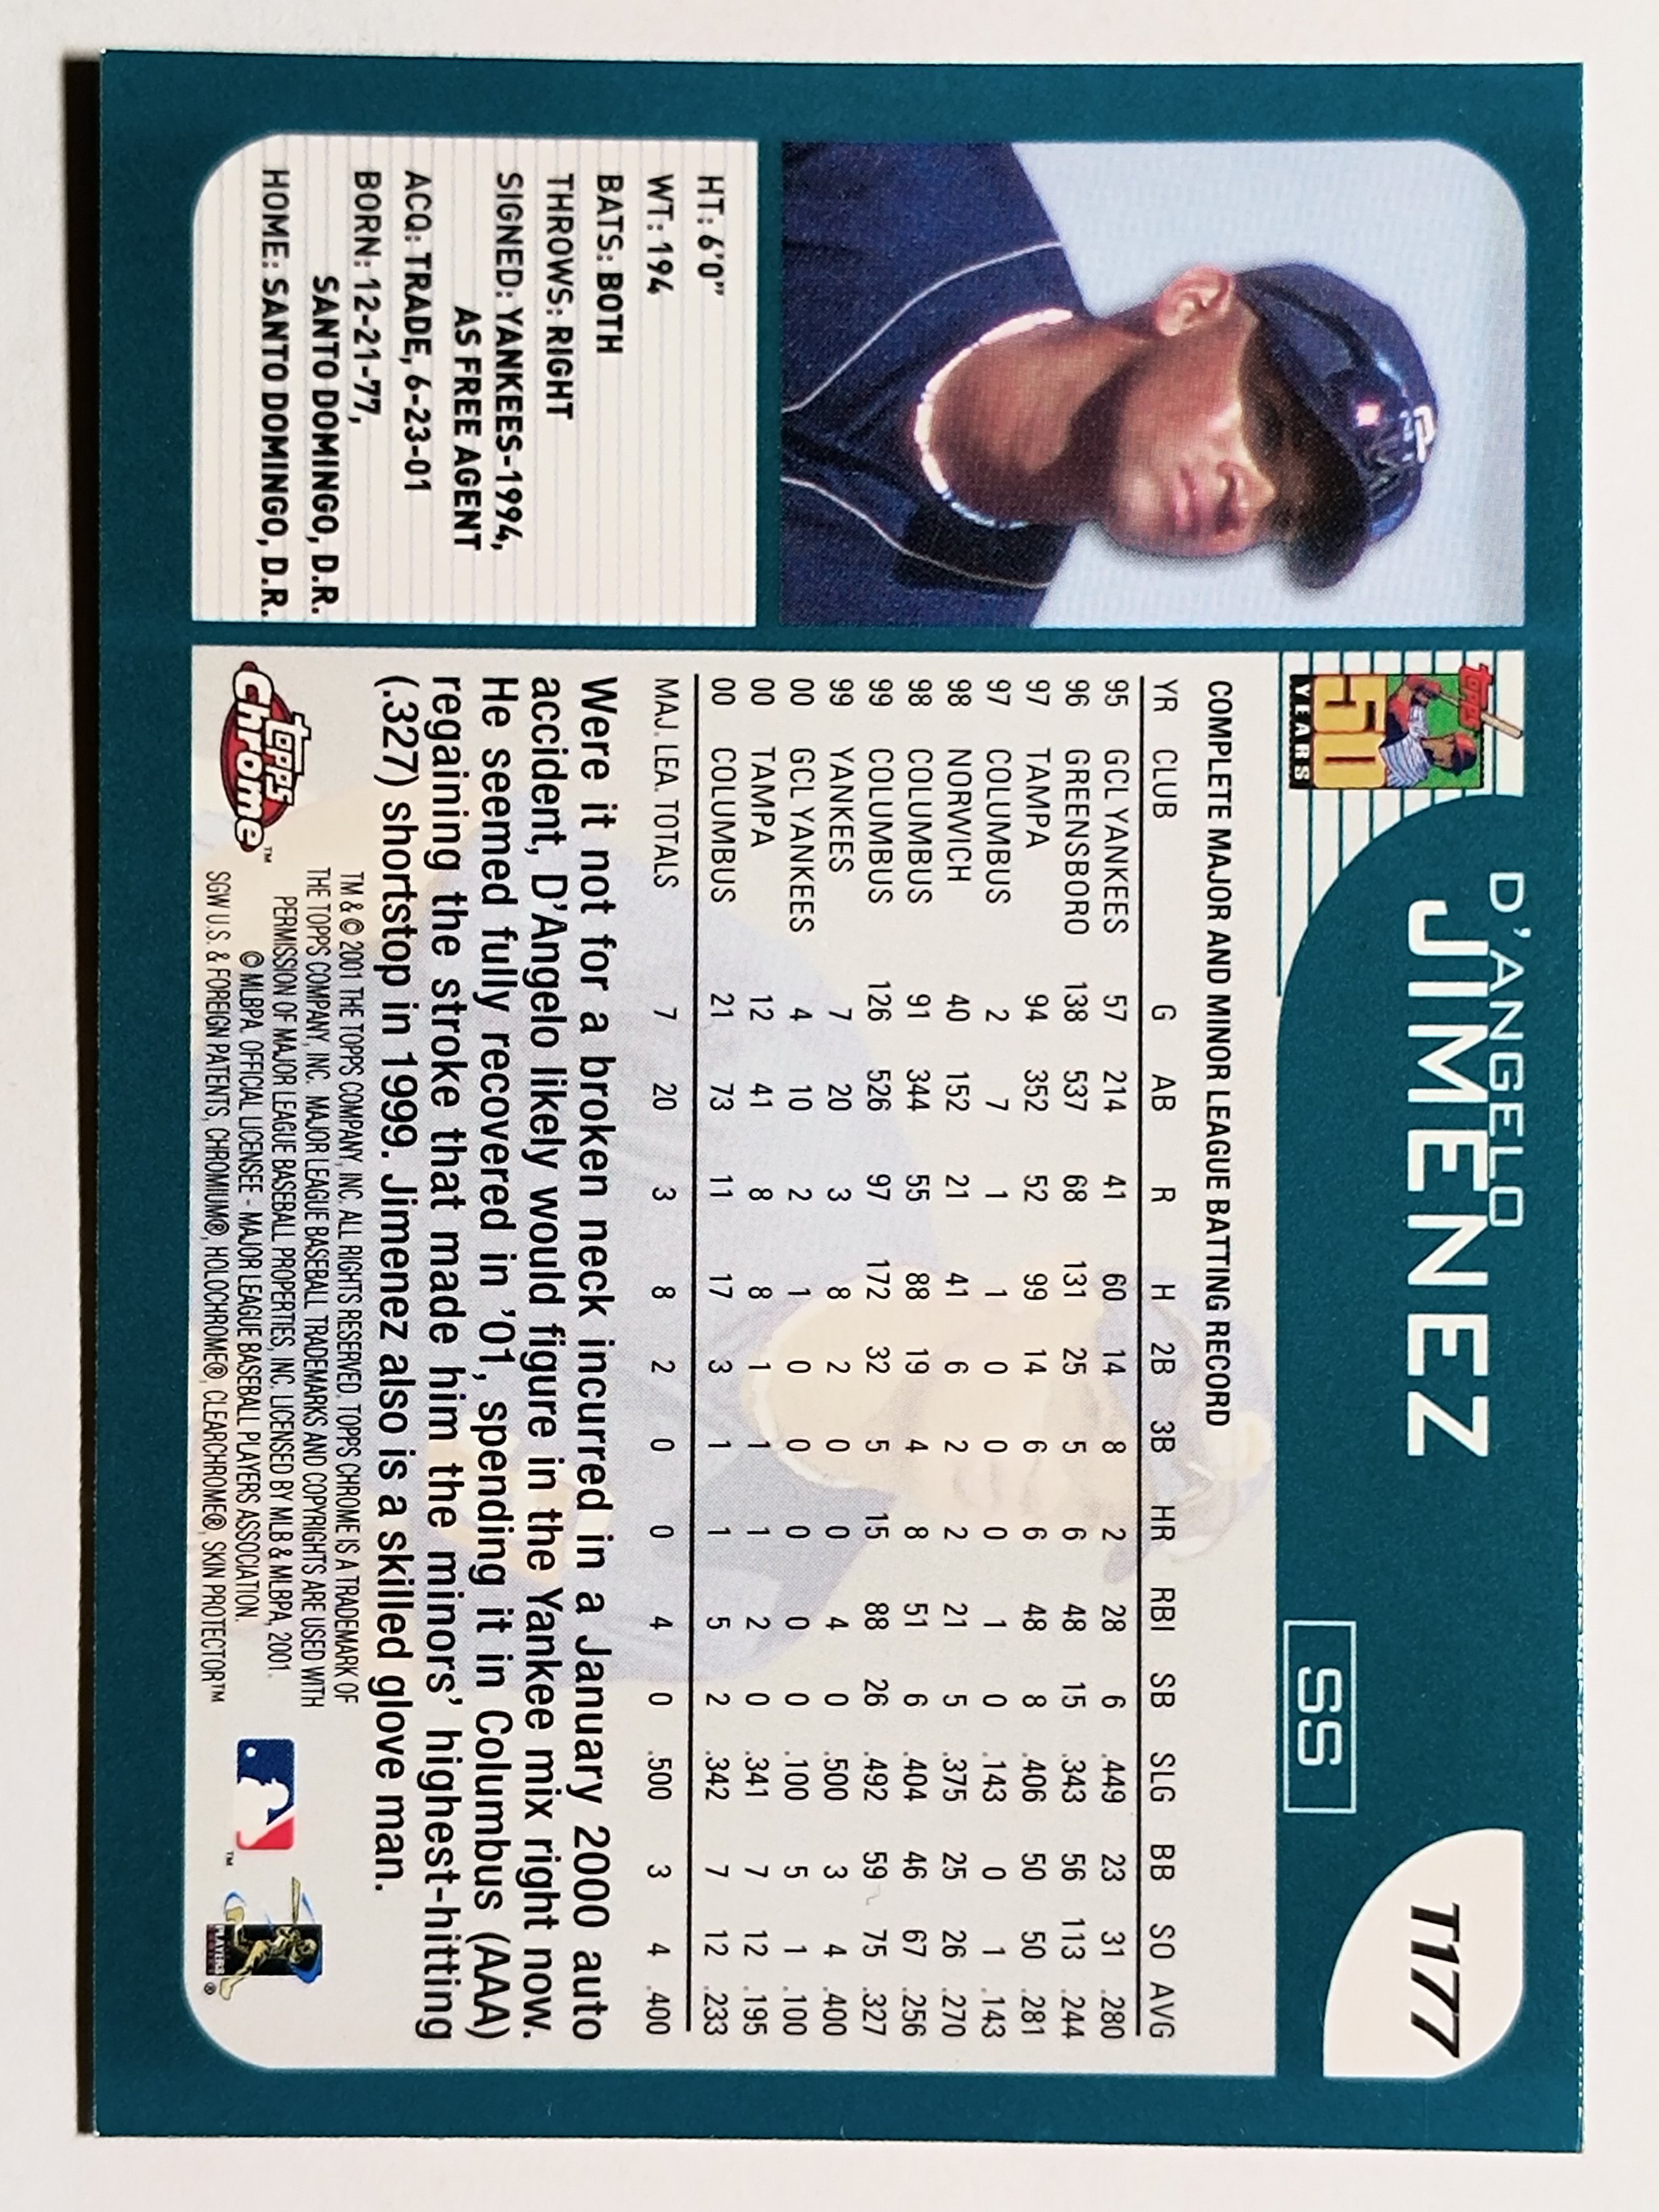 topps
50
YEARS
D'ANGELO
JIMENEZ
SS
T177
HT: 6'0"
WT: 194
BATS: BOTH
THROWS: RIGHT
SIGNED: YANKEES-1994,
AS FREE AGENT
ACQ: TRADE, 6-23-01
BORN: 12-21-77,
SANTO DOMINGO, D.R.
HOME: SANTO DOMINGO, D.R.
COMPLETE MAJOR AND MINOR LEAGUE BATTING RECORD
YR CLUB G AB R H 2B 3B HR RBI SB SLG BB SO AVG
95 GCL YANKEES 57 214 41 60 14 8 2 28 6 .449 23 31 .280
96 GREENSBORO 138 537 68 131 25 5 6 48 15 .343 56 113 .244
97 TAMPA 94 352 52 99 14 6 6 48 8 .406 50 50 .281
97 COLUMBUS 2 7 1 1 0 0 0 1 0 .143 0 1 .143
98 NORWICH 40 152 21 41 6 2 2 21 5 .375 25 26 .270
98 COLUMBUS 91 344 55 88 19 4 8 51 6 .404 46 67 .256
99 COLUMBUS 126 526 97 172 32 5 15 88 26 .492 59 75 .327
99 YANKEES 7 20 3 8 2 0 0 4 0 .500 3 4 .400
00 GCL YANKEES 4 10 2 1 0 0 0 0 0 .100 5 1 .100
00 TAMPA 12 41 8 8 1 1 1 2 0 .341 7 12 .195
00 COLUMBUS 21 73 11 17 3 1 1 5 2 .342 7 12 .233
MAJ. LEA. TOTALS 7 20 3 8 2 0 0 4 0 .500 3 4 .400
Were it not for a broken neck incurred in a January 2000 auto
accident, D'Angelo likely would figure in the Yankee mix right now.
He seemed fully recovered in '01, spending it in Columbus (AAA)
regaining the stroke that made him the minors' highest-hitting
(.327) shortstop in 1999. Jimenez also is a skilled glove man.
topps
Chrome™
TM & © 2001 THE TOPPS COMPANY, INC. ALL RIGHTS RESERVED. TOPPS CHROME IS A TRADEMARK OF
THE TOPPS COMPANY, INC. MAJOR LEAGUE BASEBALL TRADEMARKS AND COPYRIGHTS ARE USED WITH
PERMISSION OF MAJOR LEAGUE BASEBALL PROPERTIES, INC. LICENSED BY MLB & MLBPA, 2001.
© MLBPA. OFFICIAL LICENSEE - MAJOR LEAGUE BASEBALL PLAYERS ASSOCIATION.
SGW U.S. & FOREIGN PATENTS, CHROMIUM®, HOLOCHROME®, CLEARCHROME®, SKIN PROTECTOR™
™
PLAYERS
®